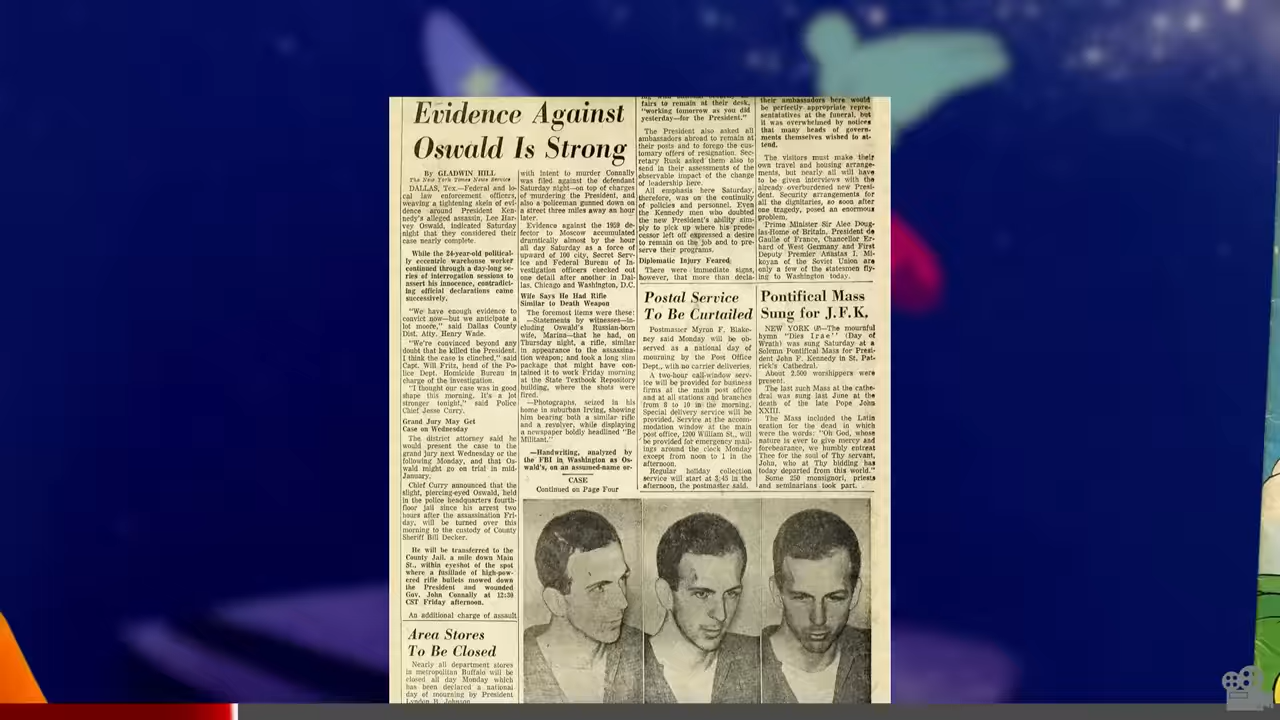 Evidence Against
Oswald Is Strong
By GLADWIN HILL
The New York Times News Service
DALLAS, Tex.—Federal and lo-
cal law enforcement officers,
weaving a tightening skein of evi-
dence around President Ken-
nedy's alleged assassin, Lee Har-
vey Oswald, indicated Saturday
night that they considered their
case nearly complete.
While the 24-year-old political-
ly eccentric warehouse worker
continued through a day-long se-
ries of interrogation sessions to
assert his innocence, contradict-
ing official declarations came
successively.
"We have enough evidence to
convict now—but we anticipate a
lot more," said Dallas County
Dist. Atty. Henry Wade.
"We're convinced beyond any
doubt that he killed the President.
I think the case is clinched," said
Capt. Will Fritz, head of the Po-
lice Dept. Homicide Bureau in
charge of the investigation.
"I thought our case was in good
shape this morning. It's a lot
stronger tonight," said Police
Chief Jesse Curry.
Grand Jury May Get
Case on Wednesday
The district attorney said he
would present the case to the
grand jury next Wednesday or the
following Monday, and that Os-
wald might go on trial in mid-
January.
Chief Curry announced that the
slight, piercing-eyed Oswald, held
in the police headquarters fourth-
floor jail since his arrest two
hours after the assassination Fri-
day, will be turned over this
morning to the custody of County
Sheriff Bill Decker.
He will be transferred to the
County Jail, a mile down Main
St., within eyeshot of the spot
where a fusillade of high-pow-
ered rifle bullets mowed down
the President and wounded
Gov. John Connally at 12:30
CST Friday afternoon.
An additional charge of assault
with intent to murder Connally
was filed against the defendant
Saturday night—on top of charges
of murdering the President, and
also a policeman gunned down on
a street three miles away an hour
later.
Evidence against the 1959 de-
fector to Moscow accumulated
dramatically almost by the hour
all day Saturday as a force of
upward of 100 city, Secret Serv-
ice and Federal Bureau of In-
vestigation officers checked out
one detail after another in Dal-
las, Chicago and Washington, D.C.
Wife Says He Had Rifle
Similar to Death Weapon
The foremost items were these:
—Statements by witnesses—in-
cluding Oswald's Russian-born
wife, Marina—that he had, on
Thursday night, a rifle, similar
in appearance to the assassina-
tion weapon; and took a long slim
package that might have con-
tained it to work Friday morning
at the State Textbook Repository
building, where the shots were
fired.
—Photographs, seized in his
home in suburban Irving, showing
him bearing both a similar rifle
and a revolver, while displaying
a newspaper boldly headlined "Be
Militant."
—Handwriting, analyzed by
the FBI in Washington as Os-
wald's, on an assumed-name or-
CASE
Continued on Page Four
Area Stores
To Be Closed
Nearly all department stores
in metropolitan Buffalo will be
closed all day Monday which
has been declared a national
day of mourning by President
Lyndon B. Johnson.
fairs to remain at their desk,
"working tomorrow as you did
yesterday—for the President."
The President also asked all
ambassadors abroad to remain at
their posts and to forego the cus-
tomary offers of resignation. Sec-
retary Rusk asked them also to
send in their assessments of the
observable impact of the change
of leadership here.
All emphasis here Saturday,
therefore, was on the continuity
of policies and personnel. Even
the Kennedy men who doubted
the new President's ability sim-
ply to pick up where his prede-
cessor left off expressed a desire
to remain on the job and to pre-
serve their programs.
Diplomatic Injury Feared
There were immediate signs,
however, that more than decla-
their ambassadors here would
be perfectly appropriate repre-
sentatives at the funeral, but
it was overwhelmed by notices
that many heads of govern-
ments themselves wished to at-
tend.
The visitors must make their
own travel and housing arrange-
ments, but nearly all will have
to be given interviews with the
already overburdened new Presi-
dent. Security arrangements for
all the dignitaries, so soon after
one tragedy, posed an enormous
problem.
Prime Minister Sir Alec Doug-
las-Home of Britain, President de
Gaulle of France, Chancellor Er-
hard of West Germany and First
Deputy Premier Anastas I. Mi-
koyan of the Soviet Union are
only a few of the statesmen fly-
ing to Washington today.
Postal Service
To Be Curtailed
Postmaster Myron F. Blake-
ney said Monday will be ob-
served as a national day of
mourning by the Post Office
Dept., with no carrier deliveries.
A two-hour call-window serv-
ice will be provided for business
firms at the main post office
and at all stations and branches
from 8 to 10 in the morning.
Special delivery service will be
provided. Service at the accom-
modation window at the main
post office, 1200 William St., will
be provided for emergency mail-
ings around the clock Monday
except from noon to 1 in the
afternoon.
Regular holiday collection
service will start at 3:45 in the
afternoon, the postmaster said.
Pontifical Mass
Sung for J.F.K.
NEW YORK (AP)—The mournful
hymn "Dies Irae" (Day of
Wrath) was sung Saturday at a
Solemn Pontifical Mass for Presi-
dent John F. Kennedy in St. Pat-
rick's Cathedral.
About 2,500 worshippers were
present.
The last such Mass at the cathe-
dral was sung last June at the
death of the late Pope John
XXIII.
The Mass included the Latin
oration for the dead in which
were the words: "Oh God, whose
nature is ever to give mercy and
forbearance, we humbly entreat
Thee for the soul of Thy servant,
John, who at Thy bidding has
today departed from this world."
Some 250 monsignori, priests
and seminarians took part.